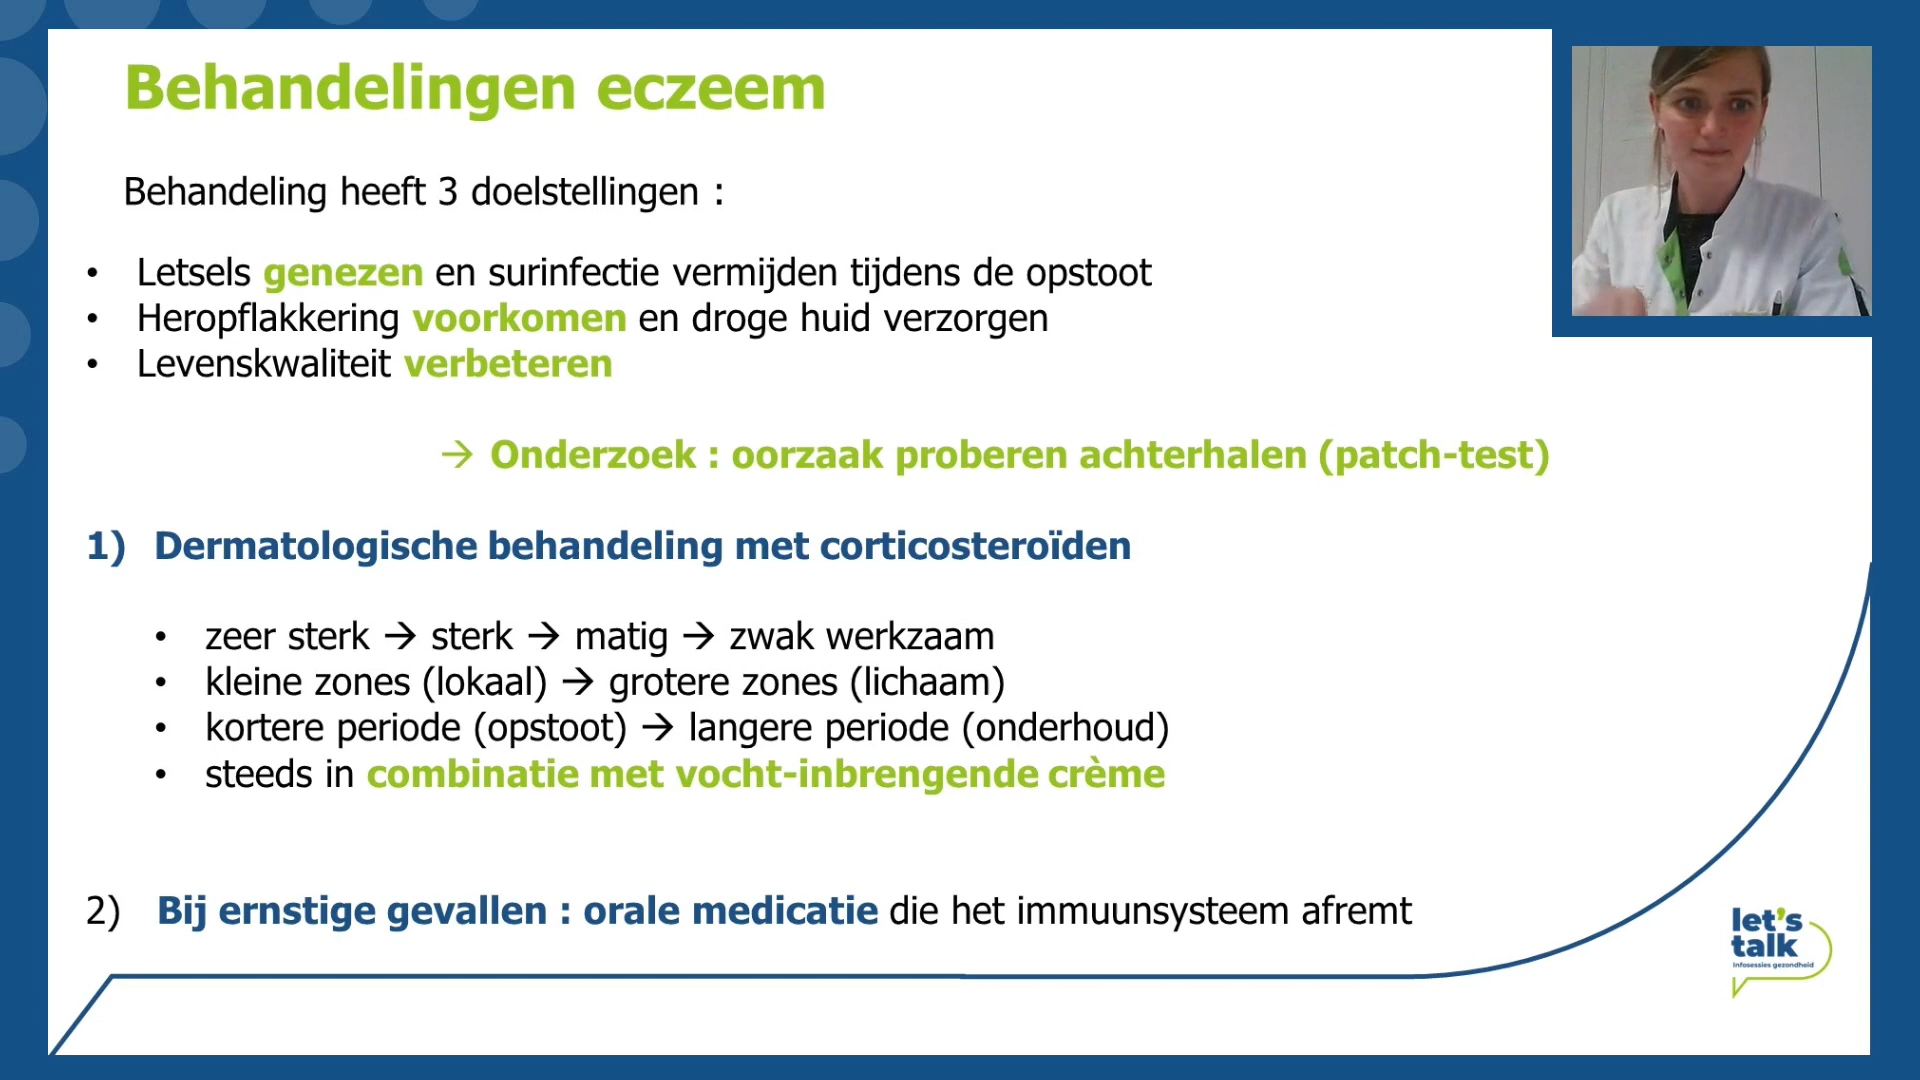 Behandelingen eczeem
Behandeling heeft 3 doelstellingen :
• Letsels genezen en surinfectie vermijden tijdens de opstoot
• Heropflakkering voorkomen en droge huid verzorgen
• Levenskwaliteit verbeteren
→ Onderzoek : oorzaak proberen achterhalen (patch-test)
1) Dermatologische behandeling met corticosteroïden
• zeer sterk → sterk → matig → zwak werkzaam
• kleine zones (lokaal) → grotere zones (lichaam)
• kortere periode (opstoot) → langere periode (onderhoud)
• steeds in combinatie met vocht-inbrengende crème
2) Bij ernstige gevallen : orale medicatie die het immuunsysteem afremt
let's
talk
Infosessies gezondheid